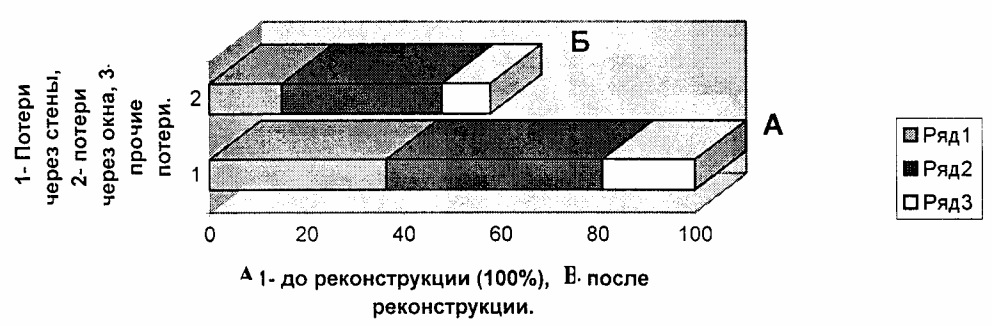 1- Потери
через стены,
2- потери
через окна, 3-
прочие
потери.
Б
2
А
1
0 20 40 60 80 100
Ряд1
Ряд2
Ряд3
А 1- до реконструкции (100%), В- после
реконструкции.